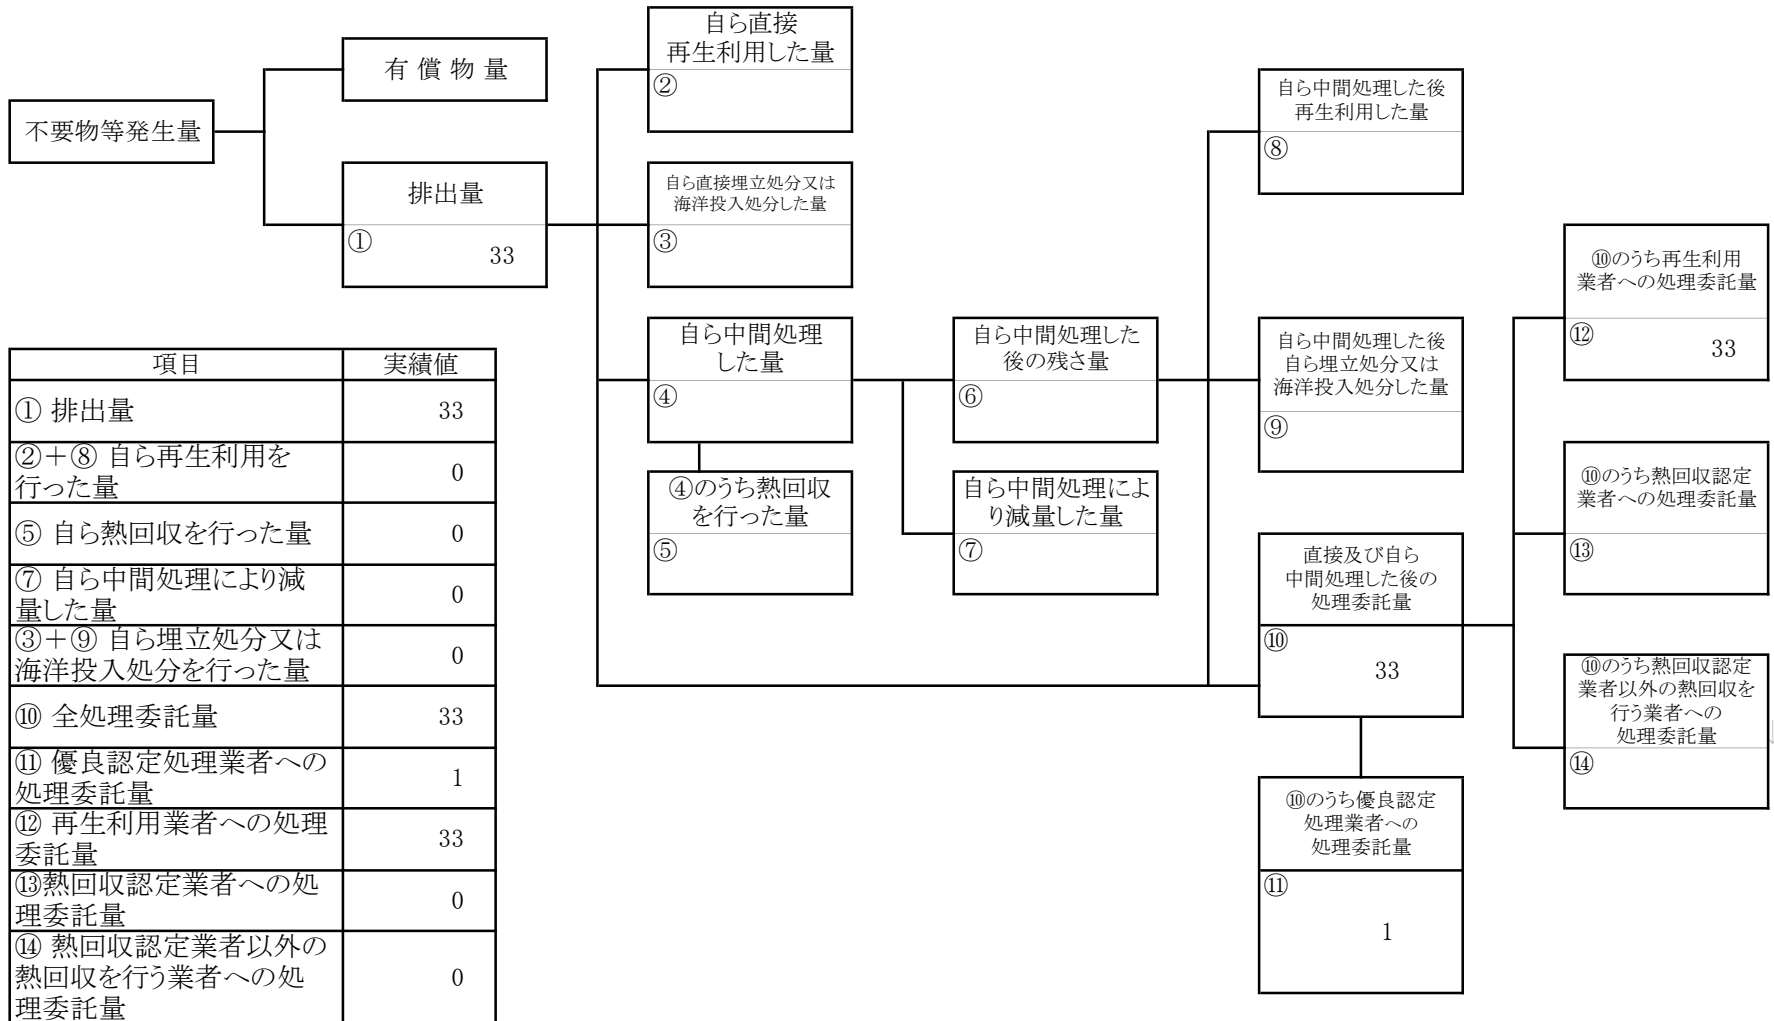 自ら直接
再生利用した量
②
有 償 物 量
不要物等発生量
排出量
①
33
自ら直接埋立処分又は
海洋投入処分した量
③
自ら中間処理した後
再生利用した量
⑧
自ら中間処理
した量
④
自ら中間処理した
後の残さ量
⑥
自ら中間処理した後
自ら埋立処分又は
海洋投入処分した量
⑨
⑩のうち再生利用
業者への処理委託量
⑫
33
④のうち熱回収
を行った量
⑤
自ら中間処理によ
り減量した量
⑦
直接及び自ら
中間処理した後の
処理委託量
⑩
33
⑩のうち熱回収認定
業者への処理委託量
⑬
⑩のうち熱回収認定
業者以外の熱回収を
行う業者への
処理委託量
⑭
⑩のうち優良認定
処理業者への
処理委託量
⑪
1
項目 実績値
① 排出量 33
②+⑧ 自ら再生利用を
行った量 0
⑤ 自ら熱回収を行った量 0
⑦ 自ら中間処理により減
量した量 0
③+⑨ 自ら埋立処分又は
海洋投入処分を行った量 0
⑩ 全処理委託量 33
⑪ 優良認定処理業者への
処理委託量 1
⑫ 再生利用業者への処理
委託量 33
⑬熱回収認定業者への処
理委託量 0
⑭ 熱回収認定業者以外の
熱回収を行う業者への処 0
理委託量